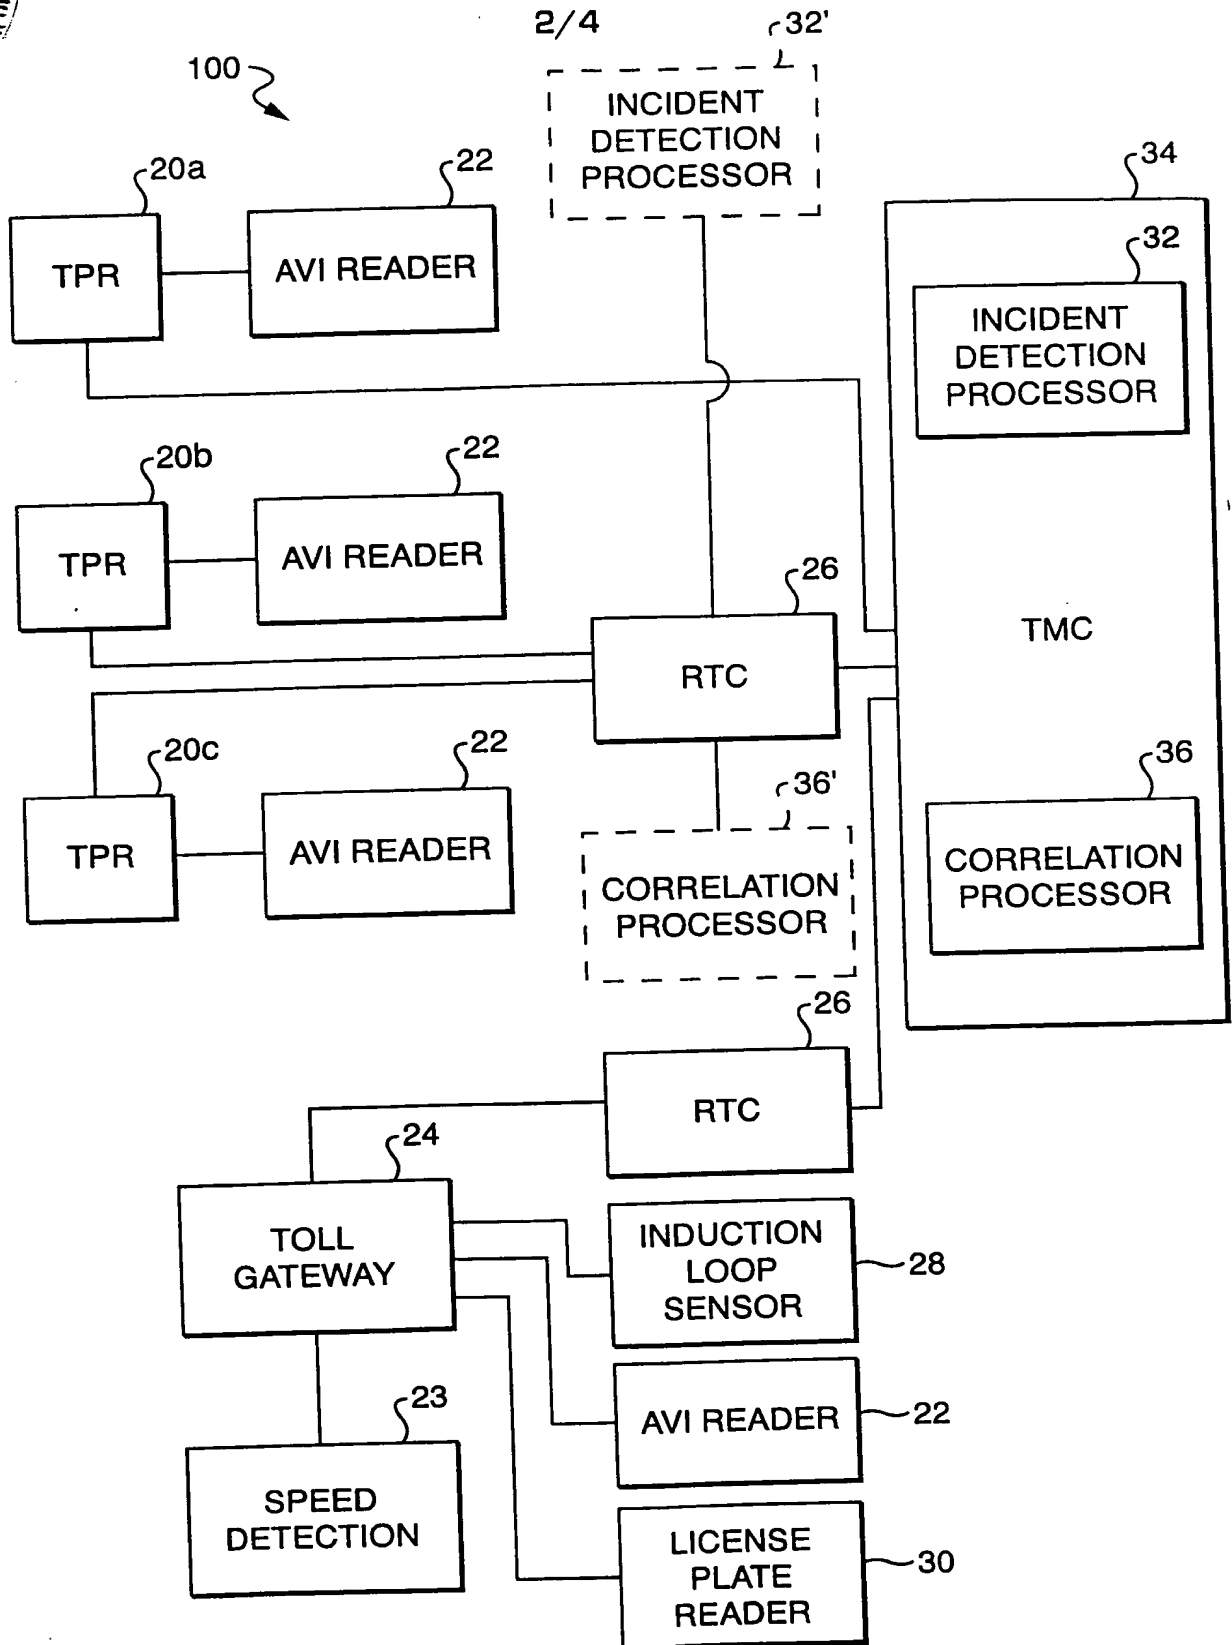 2/4
32'
100
INCIDENT
DETECTION
PROCESSOR
20a
22
34
TPR
AVI READER
32
INCIDENT
DETECTION
PROCESSOR
20b
22
TPR
AVI READER
26
RTC
TMC
20c
22
36'
36
TPR
AVI READER
CORRELATION
PROCESSOR
CORRELATION
PROCESSOR
26
RTC
24
TOLL
GATEWAY
INDUCTION
LOOP
SENSOR
28
23
AVI READER
22
SPEED
DETECTION
LICENSE
PLATE
READER
30